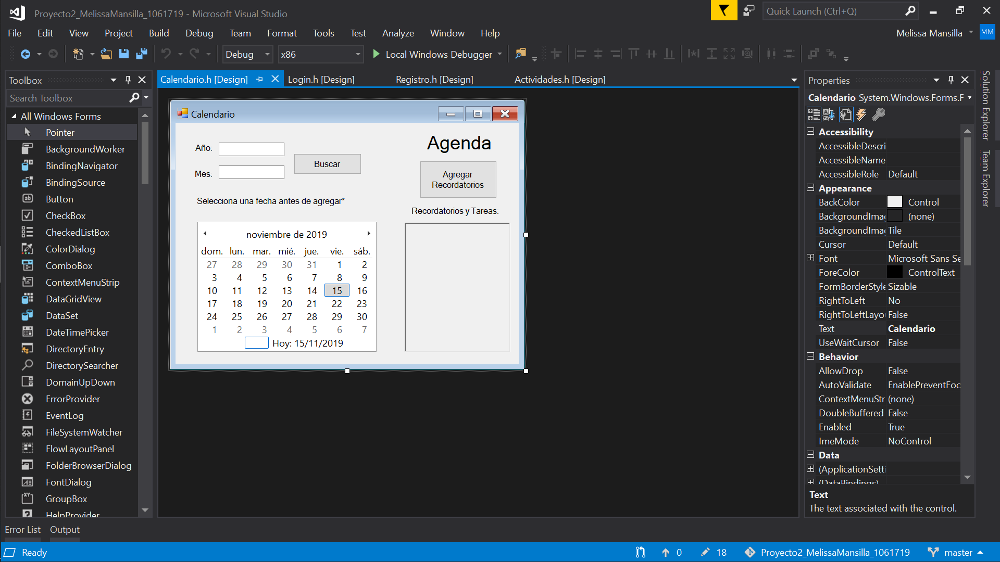 Proyecto2_MelissaMansilla_1061719 - Microsoft Visual Studio
Quick Launch (Ctrl+Q)
File Edit View Project Build Debug Team Format Tools Test Analyze Window Help
Melissa Mansilla MM
Debug x86 Local Windows Debugger
Toolbox
Search Toolbox
All Windows Forms
Pointer
BackgroundWorker
BindingNavigator
BindingSource
Button
CheckBox
CheckedListBox
ColorDialog
ComboBox
ContextMenuStrip
DataGridView
DataSet
DateTimePicker
DirectoryEntry
DirectorySearcher
DomainUpDown
ErrorProvider
EventLog
FileSystemWatcher
FlowLayoutPanel
FolderBrowserDialog
FontDialog
GroupBox
HelpProvider
Calendario.h [Design] Login.h [Design] Registro.h [Design] Actividades.h [Design]
Calendario
Año:
Mes:
Buscar
Selecciona una fecha antes de agregar*
noviembre de 2019
dom. lun. mar. mié. jue. vie. sáb.
27 28 29 30 31 1 2
3 4 5 6 7 8 9
10 11 12 13 14 15 16
17 18 19 20 21 22 23
24 25 26 27 28 29 30
1 2 3 4 5 6 7
Hoy: 15/11/2019
Agenda
Agregar
Recordatorios
Recordatorios y Tareas:
Properties
Calendario System.Windows.Forms.F
Accessibility
AccessibleDescri
AccessibleName
AccessibleRole Default
Appearance
BackColor Control
BackgroundImag (none)
BackgroundImag Tile
Cursor Default
Font Microsoft Sans Se
ForeColor ControlText
FormBorderStyle Sizable
RightToLeft No
RightToLeftLayou False
Text Calendario
UseWaitCursor False
Behavior
AllowDrop False
AutoValidate EnablePreventFoc
ContextMenuStr (none)
DoubleBuffered False
Enabled True
ImeMode NoControl
Data
(ApplicationSetti
(DataBindings)
Text
The text associated with the control.
Solution Explorer
Team Explorer
Error List Output
Ready
0 18 Proyecto2_MelissaMansilla_1061719 master